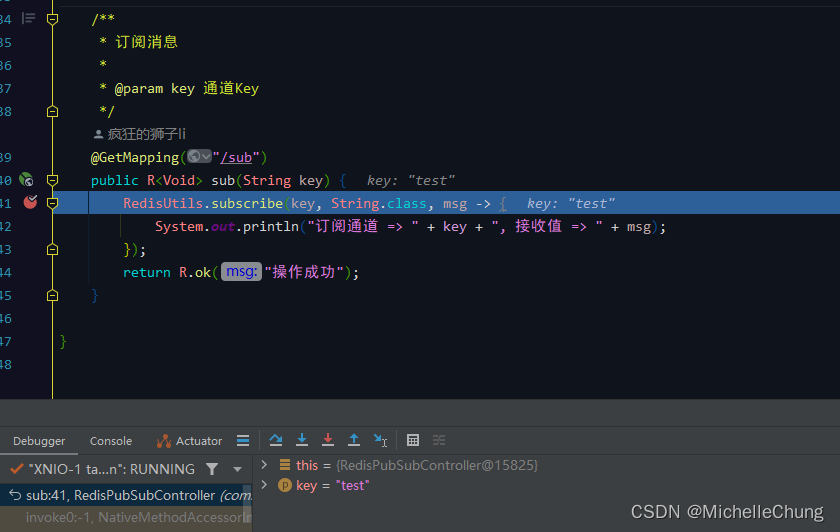 34 /**
35 * 订阅消息
36 *
37 * @param key 通道Key
38 */
疯狂的狮子li
39 @GetMapping("/sub")
40 public R<Void> sub(String key) { key: "test"
41 RedisUtils.subscribe(key, String.class, msg -> { key: "test"
42 System.out.println("订阅通道 => " + key + ", 接收值 => " + msg);
43 });
44 return R.ok( msg: "操作成功");
45 }
46
47 }
48
Debugger Console Actuator
"XNIO-1 ta...n": RUNNING
this = {RedisPubSubController@15825}
sub:41, RedisPubSubController (com.
key = "test"
invoke0:-1, NativeMethodAccessorIn
CSDN @MichelleChung